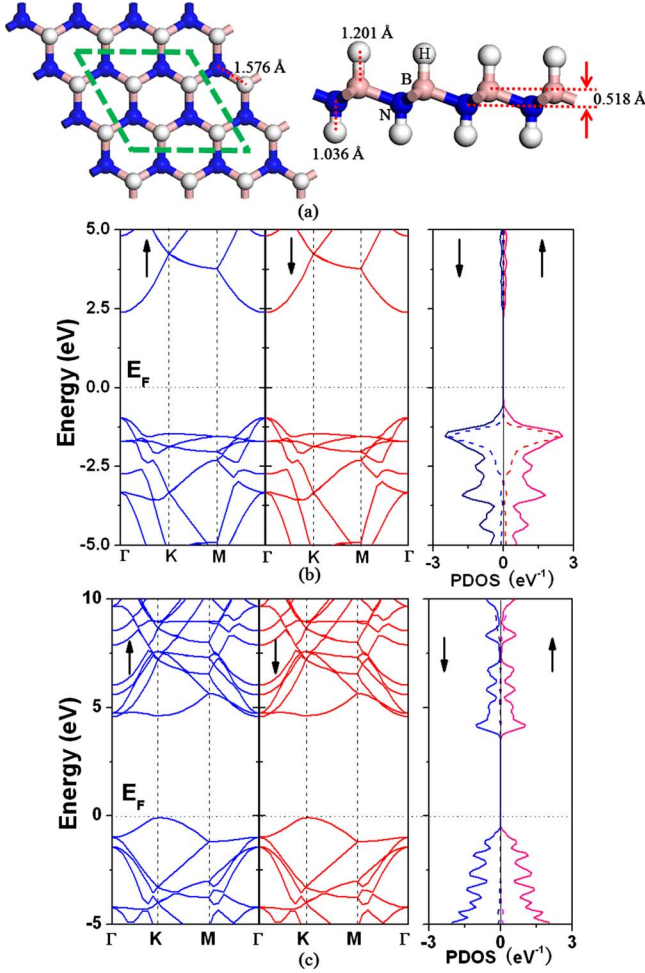 1.201 Å
H
1.576 Å
B
0.518 Å
N
1.036 Å
(a)
5.0
2.5
0.0
-2.5
-5.0
Energy (eV)
E_F
Γ K M Γ K M Γ
-3 0 3
PDOS (eV⁻¹)
(b)
10
5
0
-5
Energy (eV)
E_F
Γ K M Γ K M Γ
-3 0 3
PDOS (eV⁻¹)
(c)